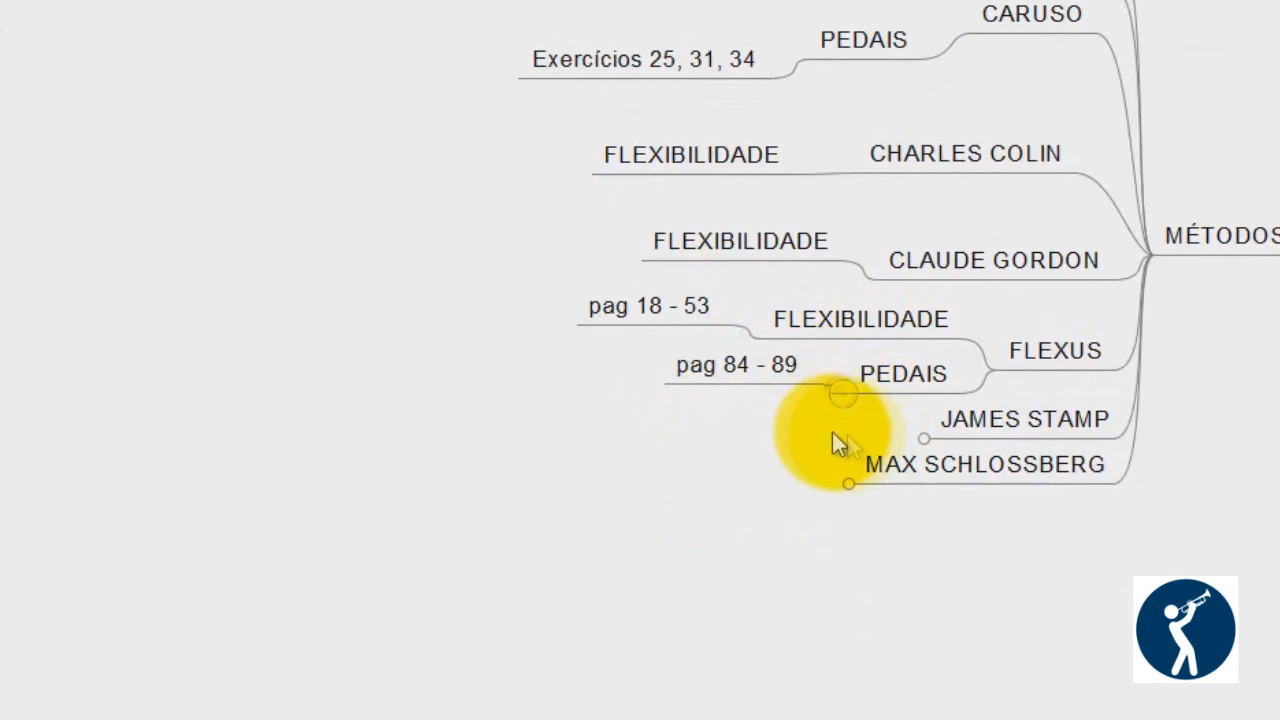 CARUSO
PEDAIS
Exercícios 25, 31, 34
CHARLES COLIN
FLEXIBILIDADE
MÉTODOS
FLEXIBILIDADE
CLAUDE GORDON
pag 18 - 53
FLEXIBILIDADE
FLEXUS
pag 84 - 89
PEDAIS
JAMES STAMP
MAX SCHLOSSBERG